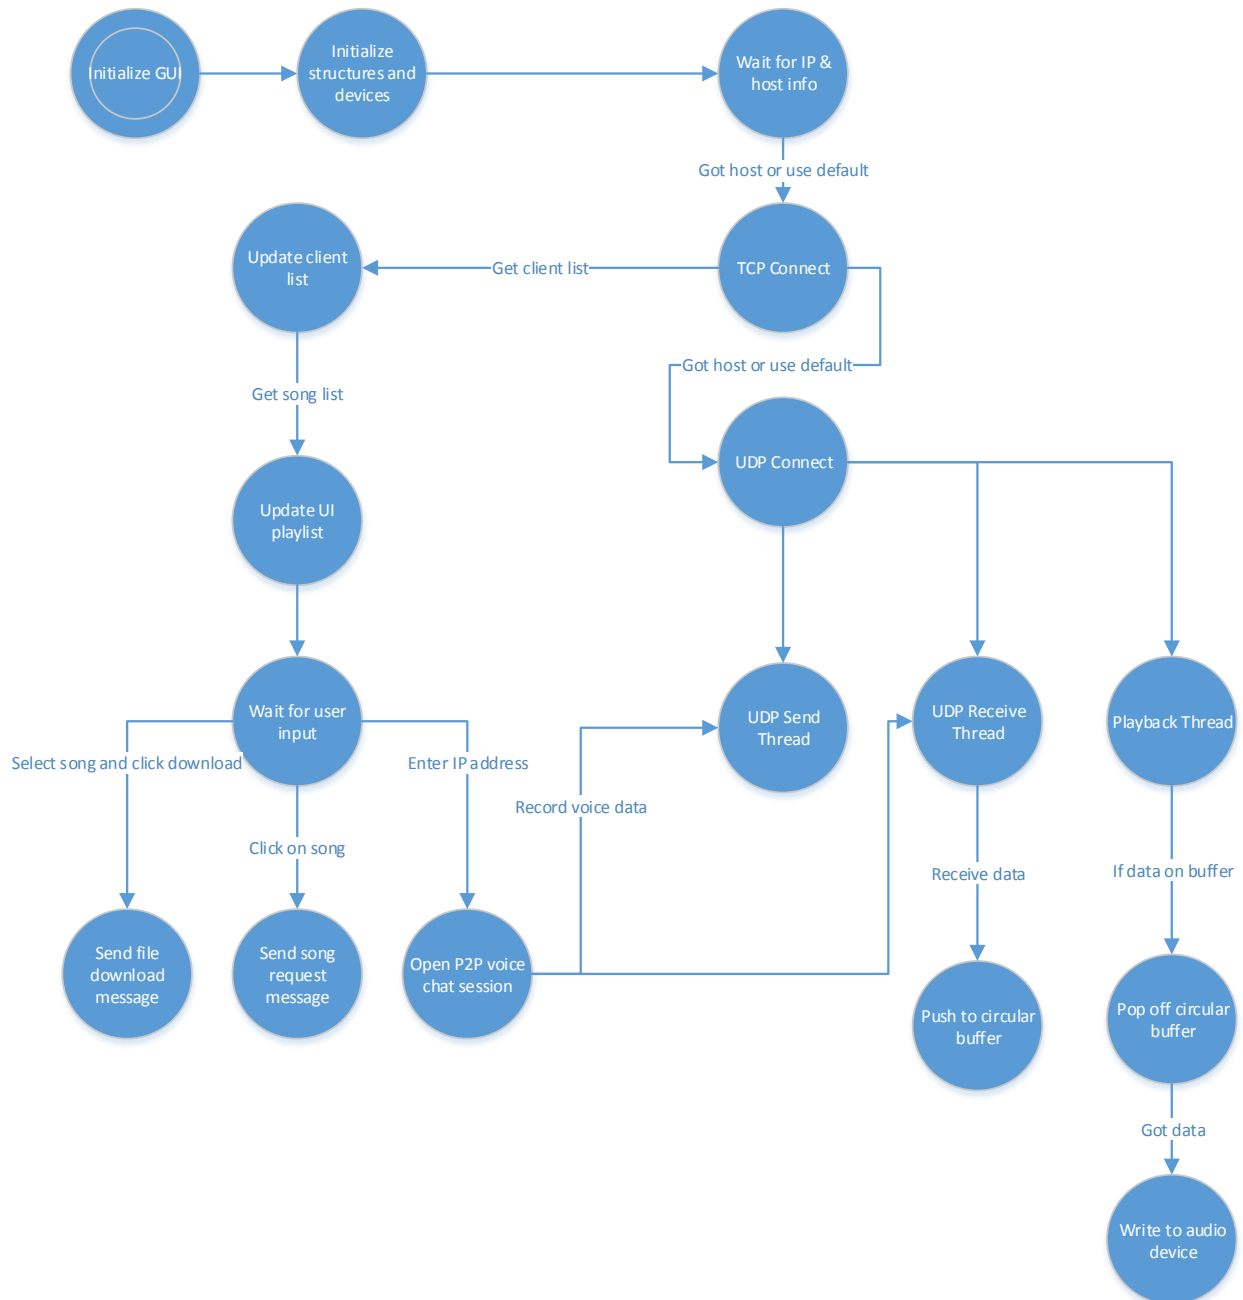 Initialize GUI
Initialize
structures and
devices
Wait for IP &
host info
Got host or use default
Update client
list
Get client list
TCP Connect
Got host or use default
Get song list
UDP Connect
Update UI
playlist
Wait for user
input
UDP Send
Thread
UDP Receive
Thread
Playback Thread
Select song and click download
Enter IP address
Record voice data
Click on song
Receive data
If data on buffer
Send file
download
message
Send song
request
message
Open P2P voice
chat session
Push to circular
buffer
Pop off circular
buffer
Got data
Write to audio
device